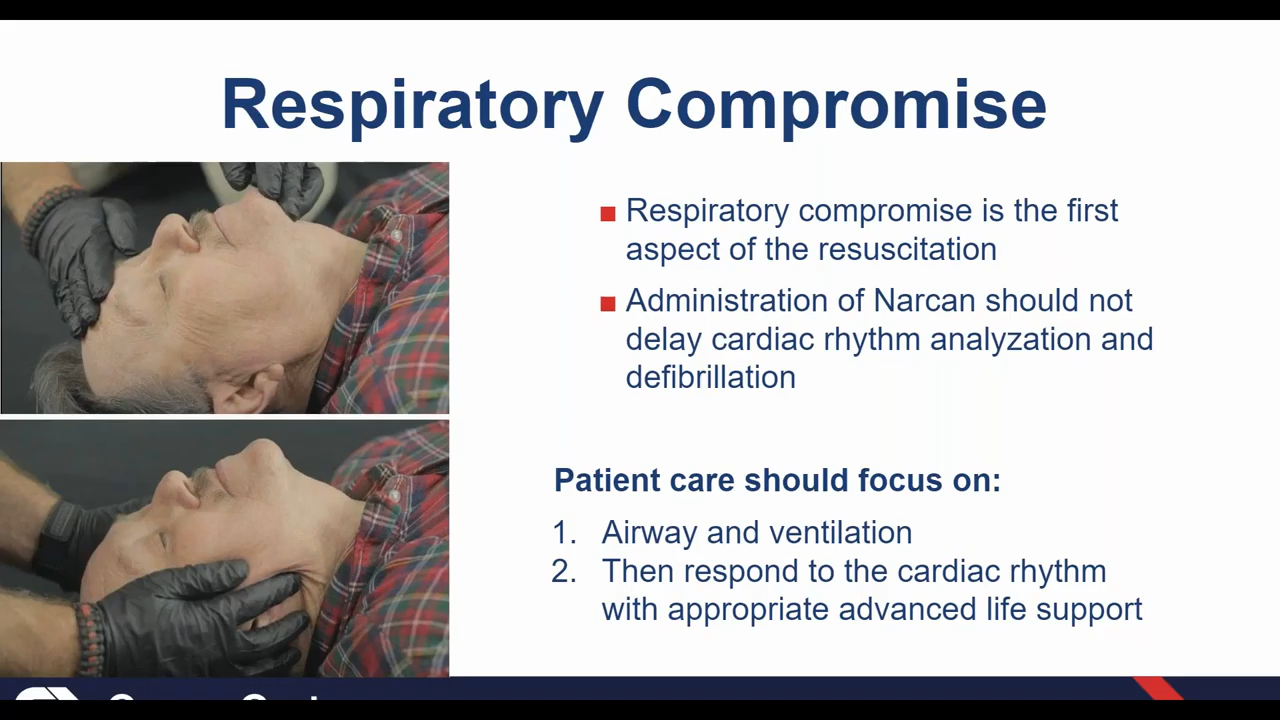 Respiratory Compromise
Respiratory compromise is the first
aspect of the resuscitation
Administration of Narcan should not
delay cardiac rhythm analyzation and
defibrillation
Patient care should focus on:
1. Airway and ventilation
2. Then respond to the cardiac rhythm
with appropriate advanced life support